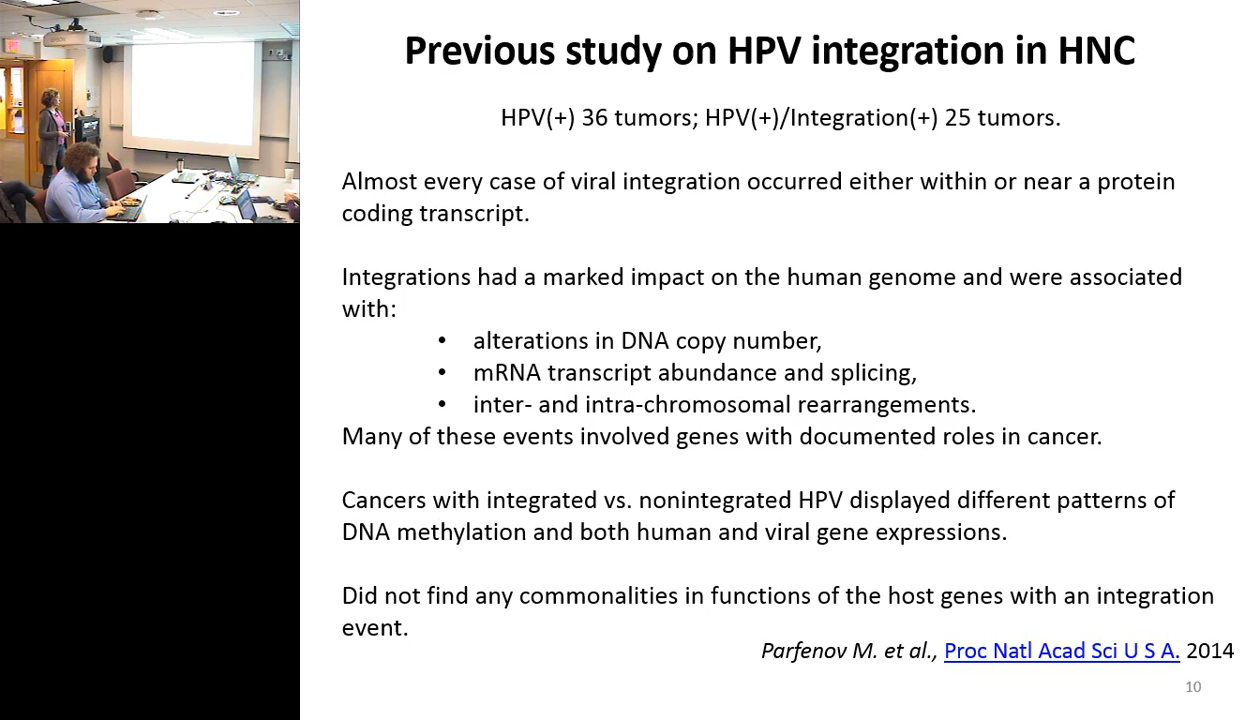 Previous study on HPV integration in HNC
HPV(+) 36 tumors; HPV(+)/Integration(+) 25 tumors.
Almost every case of viral integration occurred either within or near a protein
coding transcript.
Integrations had a marked impact on the human genome and were associated
with:
• alterations in DNA copy number,
• mRNA transcript abundance and splicing,
• inter- and intra-chromosomal rearrangements.
Many of these events involved genes with documented roles in cancer.
Cancers with integrated vs. nonintegrated HPV displayed different patterns of
DNA methylation and both human and viral gene expressions.
Did not find any commonalities in functions of the host genes with an integration
event.
Parfenov M. et al., Proc Natl Acad Sci U S A. 2014
10